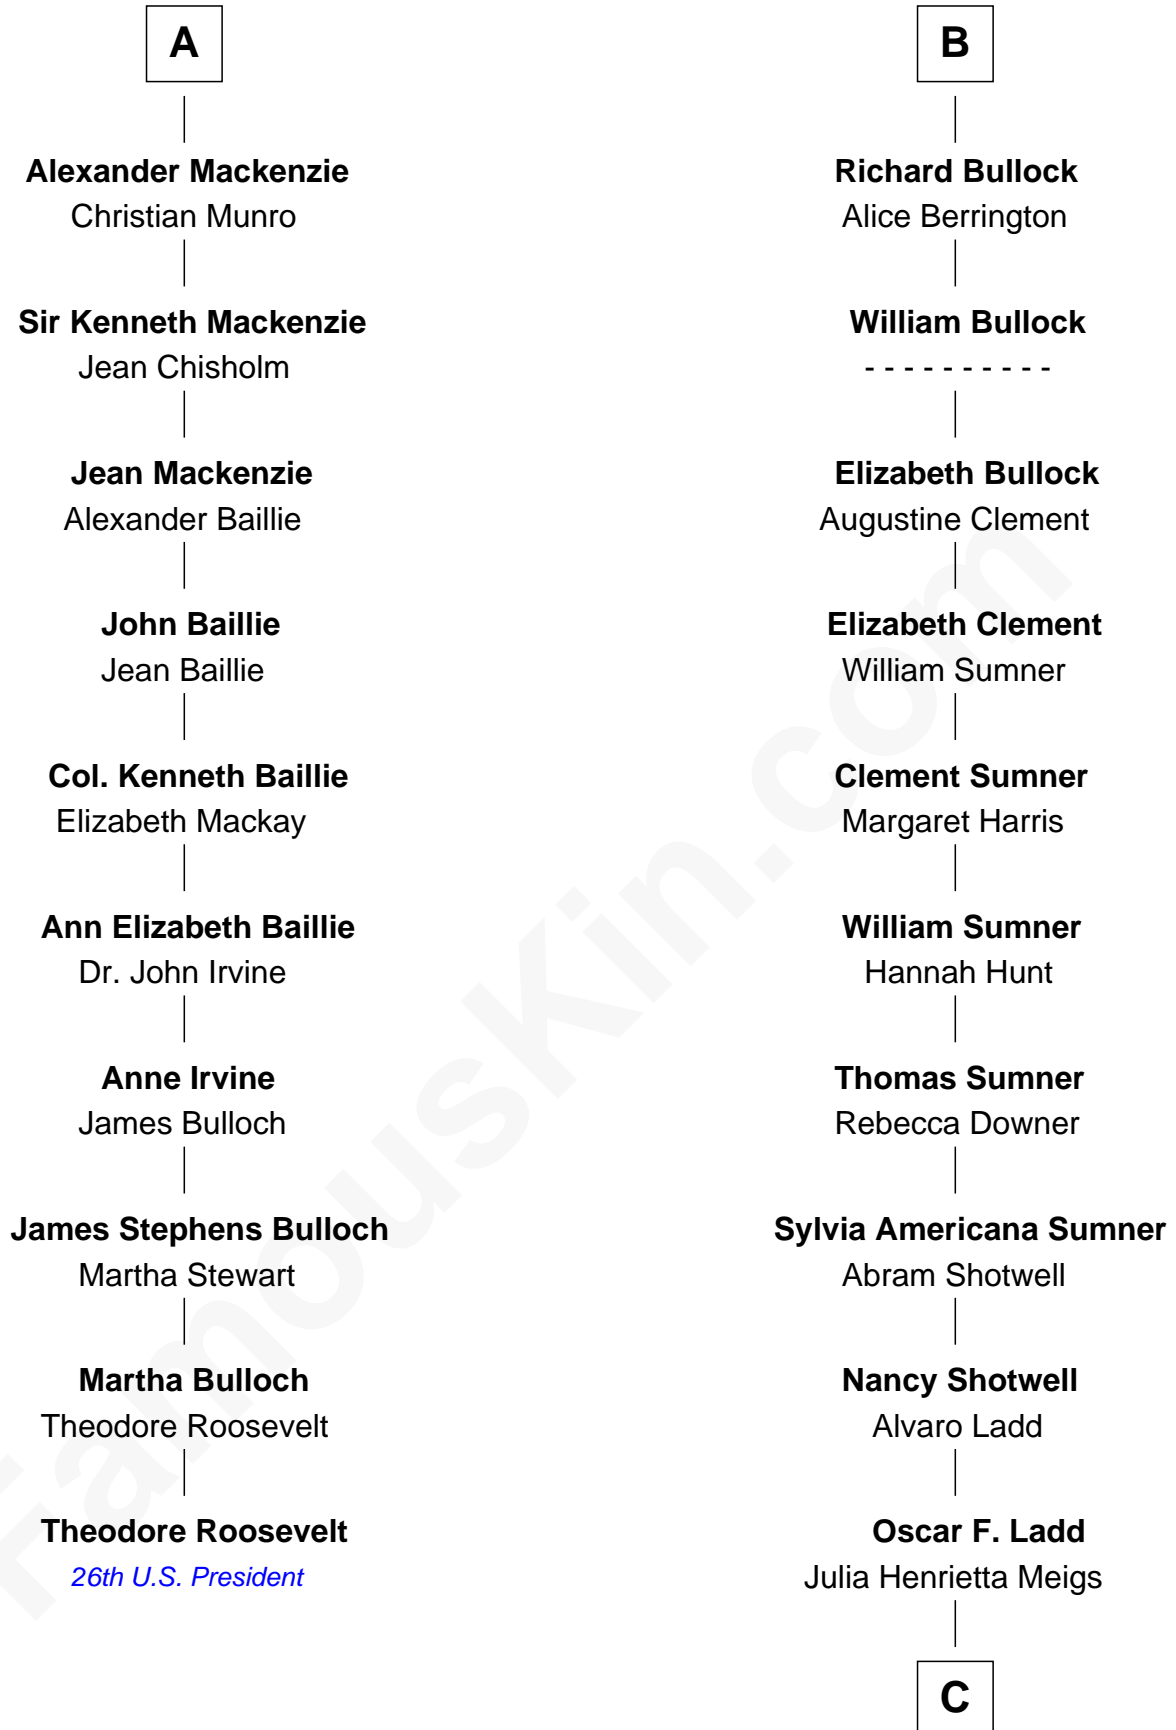 A
Alexander Mackenzie
Christian Munro
Sir Kenneth Mackenzie
Jean Chisholm
Jean Mackenzie
Alexander Baillie
John Baillie
Jean Baillie
Col. Kenneth Baillie
Elizabeth Mackay
Ann Elizabeth Baillie
Dr. John Irvine
Anne Irvine
James Bulloch
James Stephens Bulloch
Martha Stewart
Martha Bulloch
Theodore Roosevelt
Theodore Roosevelt
26th U.S. President
B
Richard Bullock
Alice Berrington
William Bullock
- - - - - - - - - -
Elizabeth Bullock
Augustine Clement
Elizabeth Clement
William Sumner
Clement Sumner
Margaret Harris
William Sumner
Hannah Hunt
Thomas Sumner
Rebecca Downer
Sylvia Americana Sumner
Abram Shotwell
Nancy Shotwell
Alvaro Ladd
Oscar F. Ladd
Julia Henrietta Meigs
C
FamousKin.com